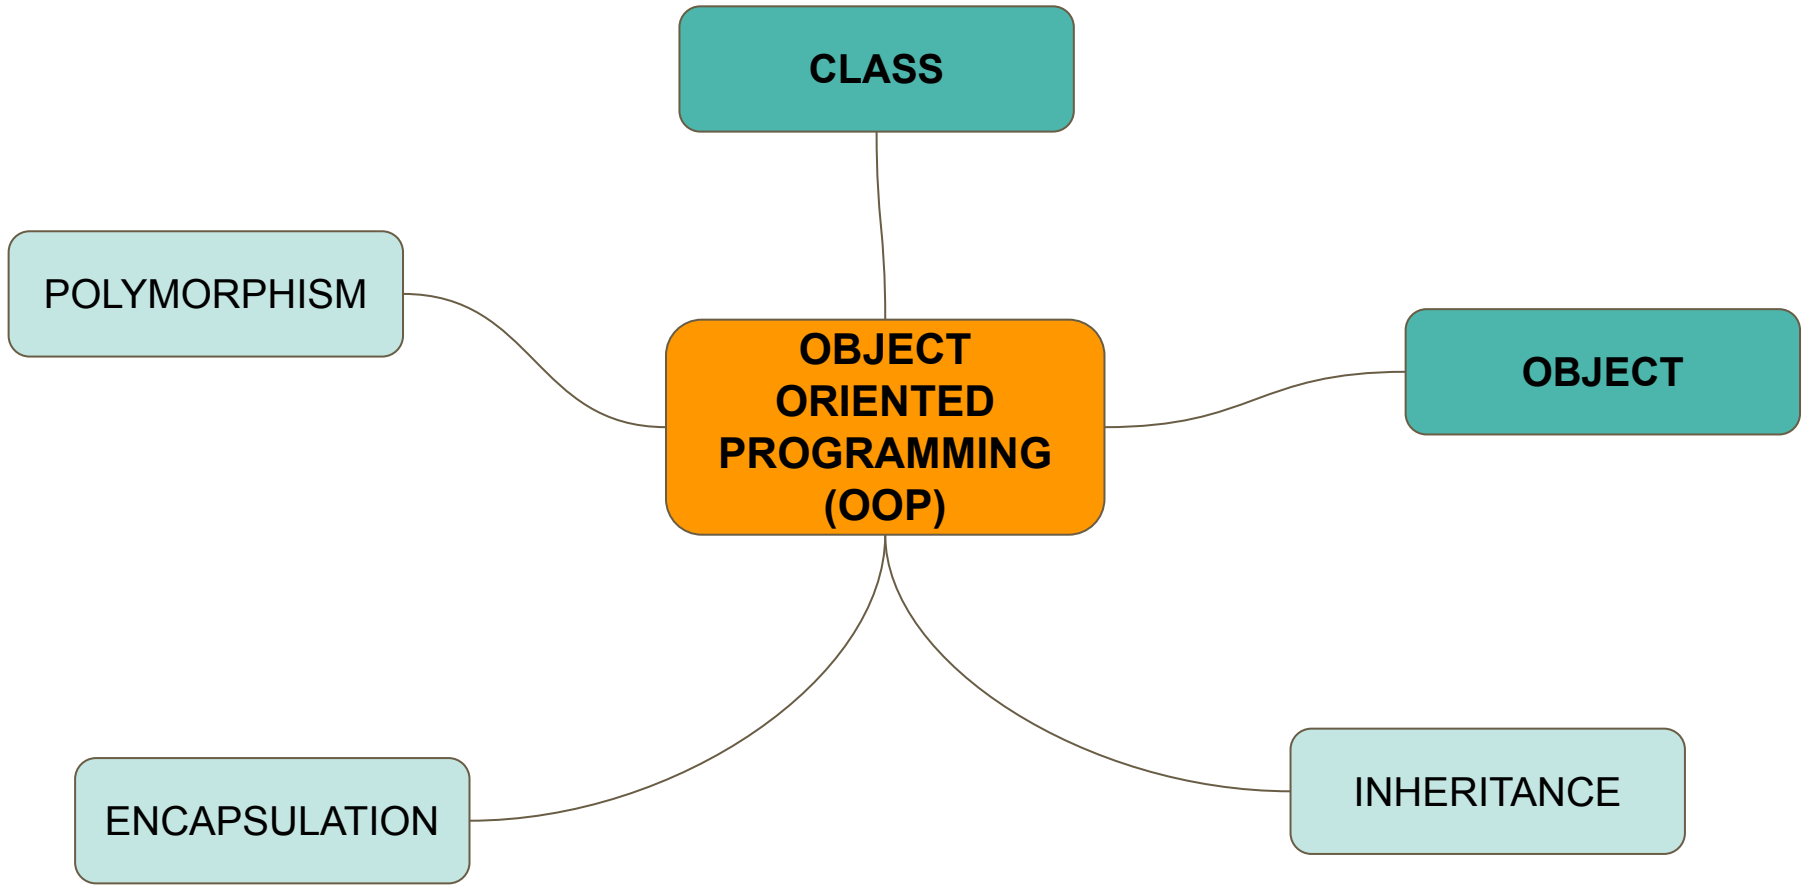 CLASS
POLYMORPHISM
OBJECT
ORIENTED
PROGRAMMING
(OOP)
OBJECT
ENCAPSULATION
INHERITANCE